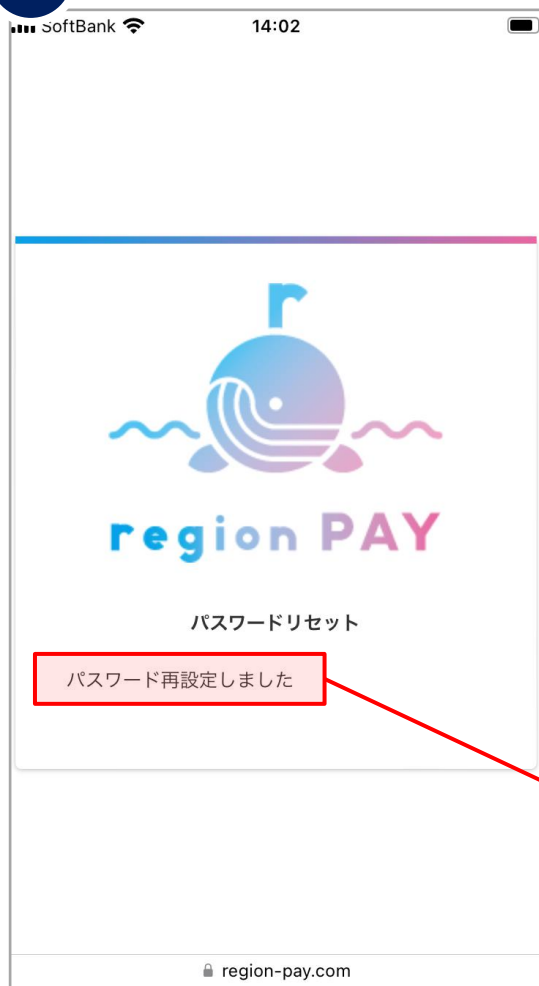 SoftBank 14:02
r
region PAY
パスワードリセット
パスワード再設定しました
region-pay.com